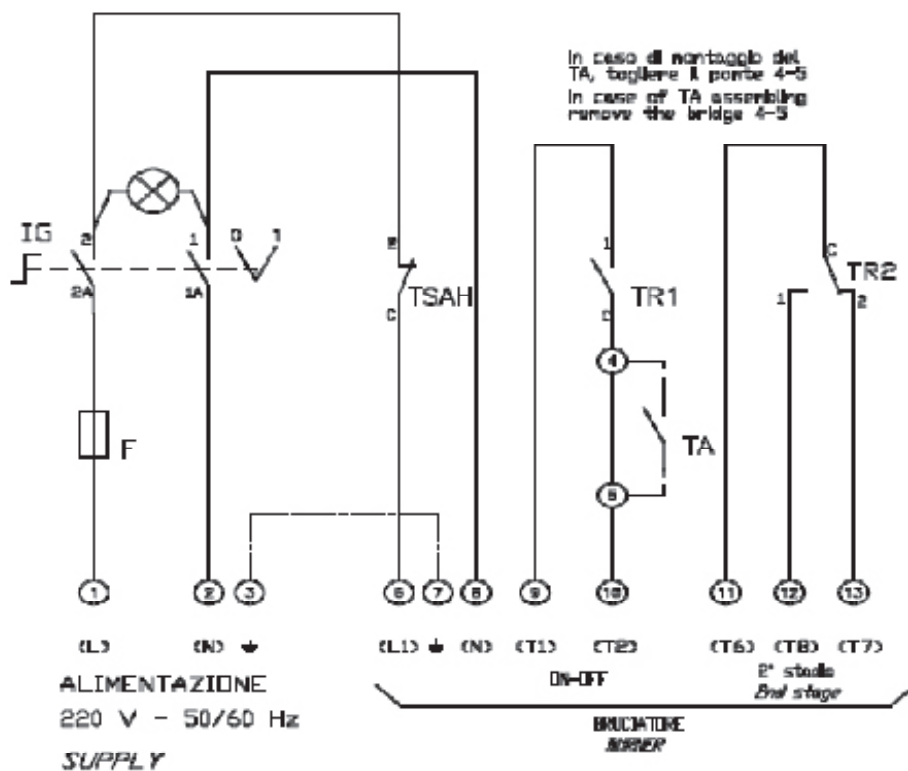 In caso di montaggio del
TA, togliere il ponte 4-5
In case of TA assembling
remove the bridge 4-5
IG
2
1
0 1
2A
1A
TSAH
C
1
TR1
C
TR2
1
2
4
F
TA
5
1
2
3
6
7
8
9
10
11
12
13
(L)
(N)
(L1)
(N)
(T1)
(T2)
(T6)
(T8)
(T7)
ON-OFF
2° stadio
2nd stage
ALIMENTAZIONE
220 V - 50/60 Hz
SUPPLY
BRUCIATORE
BURNER